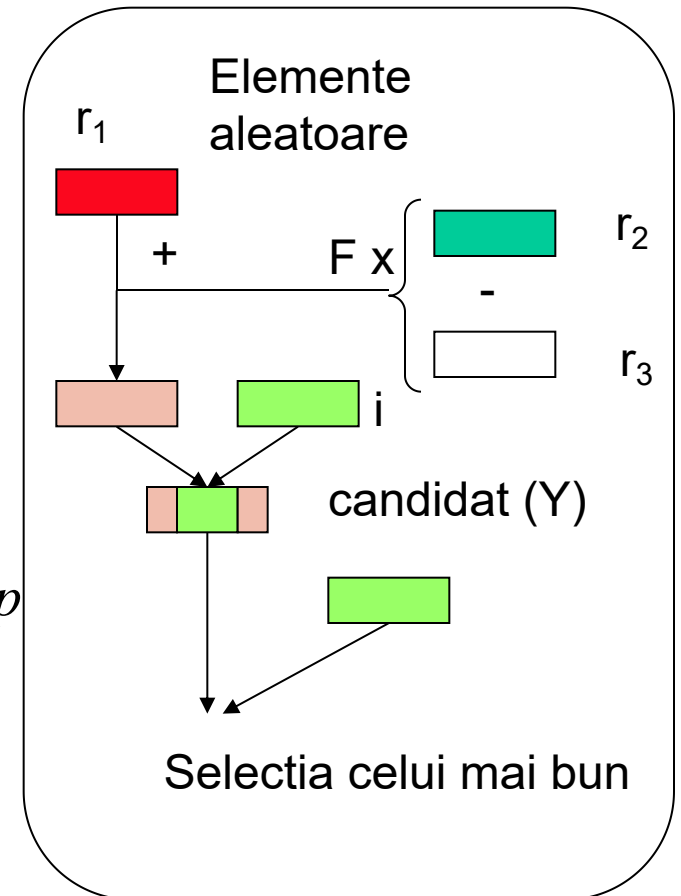 Elemente
aleatoare
r₁
+
F x
r₂
-
r₃
i
candidat (Y)
p
Selectia celui mai bun